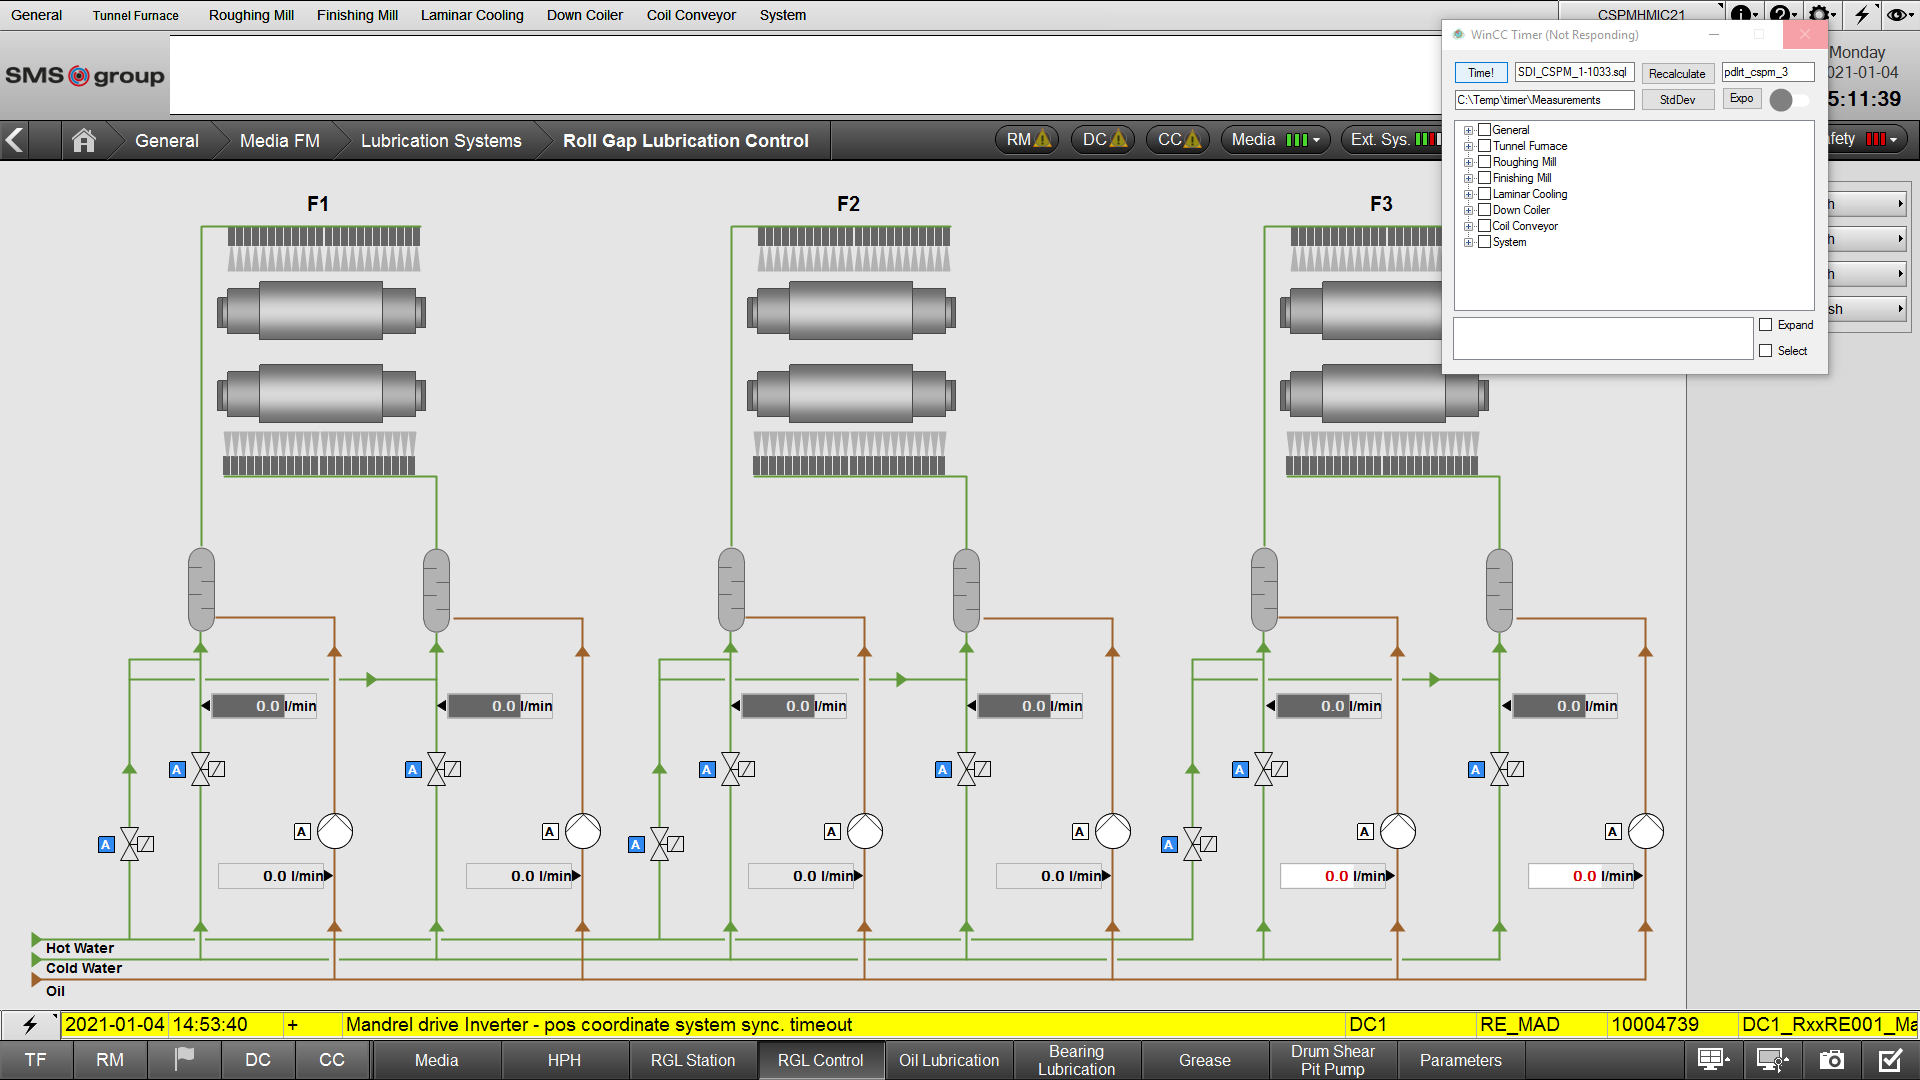 General Tunnel Furnace Roughing Mill Finishing Mill Laminar Cooling Down Coiler Coil Conveyor System CSPMHMIC21
SMS group
Monday
021-01-04
5:11:39
WinCC Timer (Not Responding)
Time! SDI_CSPM_1-1033.sql Recalculate pdlrt_cspm_3
C:\Temp\timer\Measurements StdDev Expo
General
Tunnel Furnace
Roughing Mill
Finishing Mill
Laminar Cooling
Down Coiler
Coil Conveyor
System
Expand
Select
General Media FM Lubrication Systems Roll Gap Lubrication Control RM DC CC Media Ext. Sys. fety
h
h
h
sh
F1 F2 F3
0.0 l/min 0.0 l/min 0.0 l/min 0.0 l/min 0.0 l/min 0.0 l/min
A A A A A A
A A A A A A
A A A
0.0 l/min 0.0 l/min 0.0 l/min 0.0 l/min 0.0 l/min 0.0 l/min
Hot Water
Cold Water
Oil
2021-01-04 14:53:40 + Mandrel drive Inverter - pos coordinate system sync. timeout DC1 RE_MAD 10004739 DC1_RxxRE001_Ma
TF RM DC CC Media HPH RGL Station RGL Control Oil Lubrication Bearing Lubrication Grease Drum Shear Pit Pump Parameters